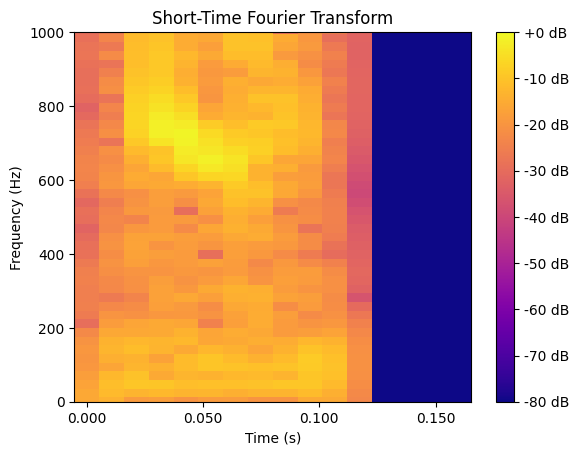 Short-Time Fourier Transform
1000
800
600
400
200
0
Frequency (Hz)
0.000
0.050
0.100
0.150
Time (s)
+0 dB
-10 dB
-20 dB
-30 dB
-40 dB
-50 dB
-60 dB
-70 dB
-80 dB